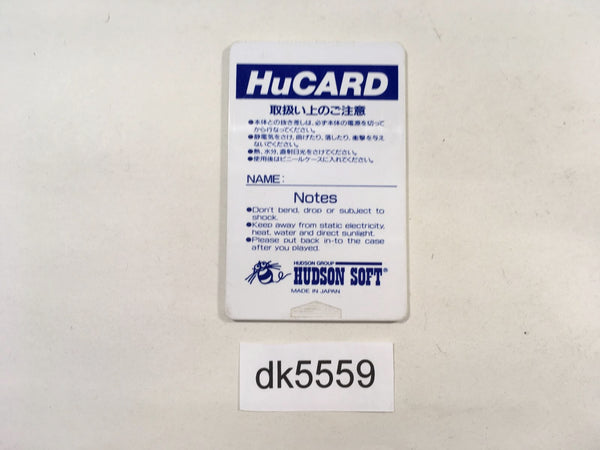 HuCARD
取扱い上のご注意
●本体との抜き差しは、必ず本体の電源を切って
から行なってください。
●静電気をさけ、曲げたり、落したり、衝撃を与え
ないでください。
●熱、水分、直射日光をさけてください。
●使用後はビニールケースに入れてください。
NAME:
Notes
●Don't bend, drop or subject to
shock.
●Keep away from static electricity,
heat, water and direct sunlight.
●Please put back in-to the case
after you played.
HUDSON GROUP
HUDSON SOFT®
MADE IN JAPAN
dk5559